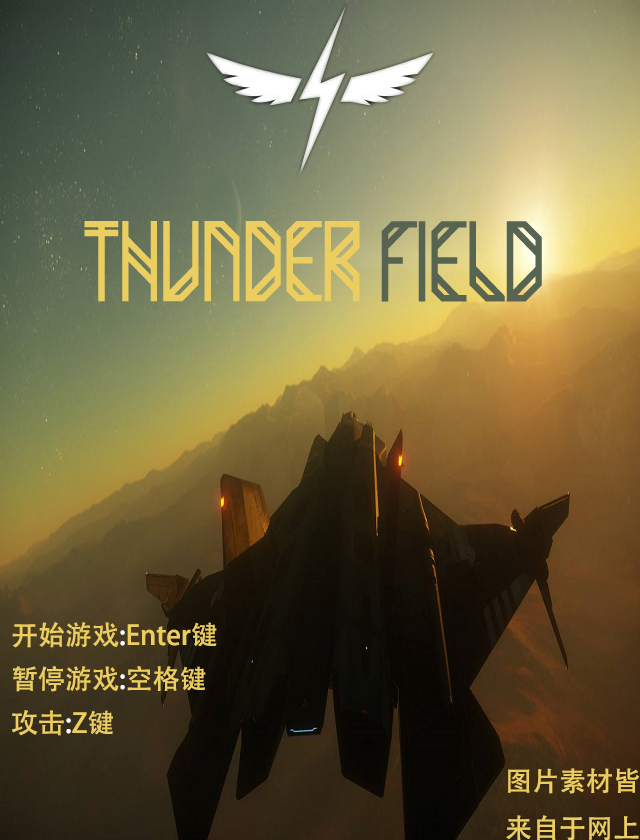 THUNDER FIELD
开始游戏:Enter键
暂停游戏:空格键
攻击:Z键
图片素材皆
来自于网上